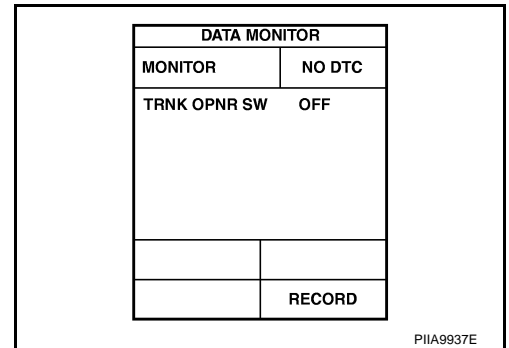 DATA MONITOR
MONITOR NO DTC
TRNK OPNR SW OFF
RECORD
PIIA9937E